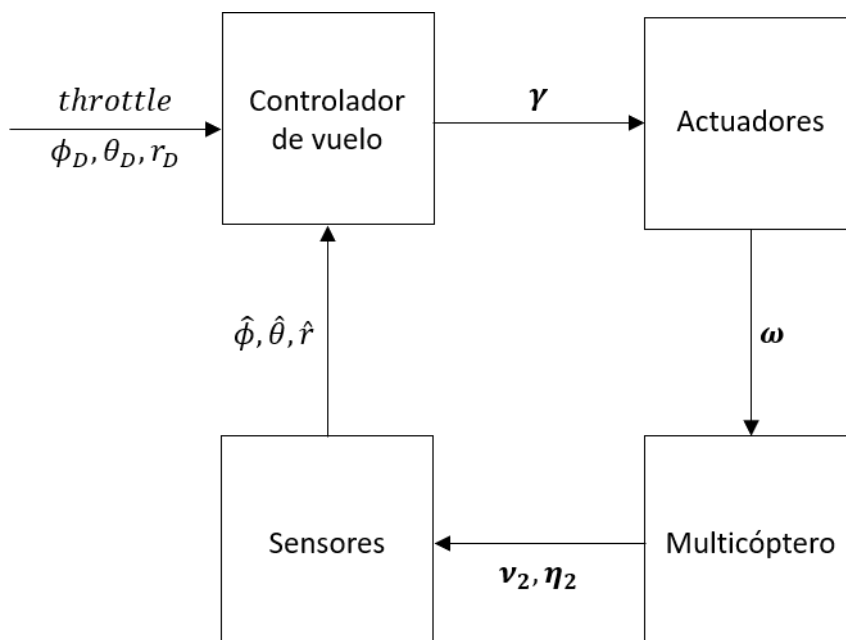 throttle
ϕ_D, θ_D, r_D
Controlador
de vuelo
γ
Actuadores
ω
ϕ̂, θ̂, r̂
Sensores
ν₂, η₂
Multicóptero